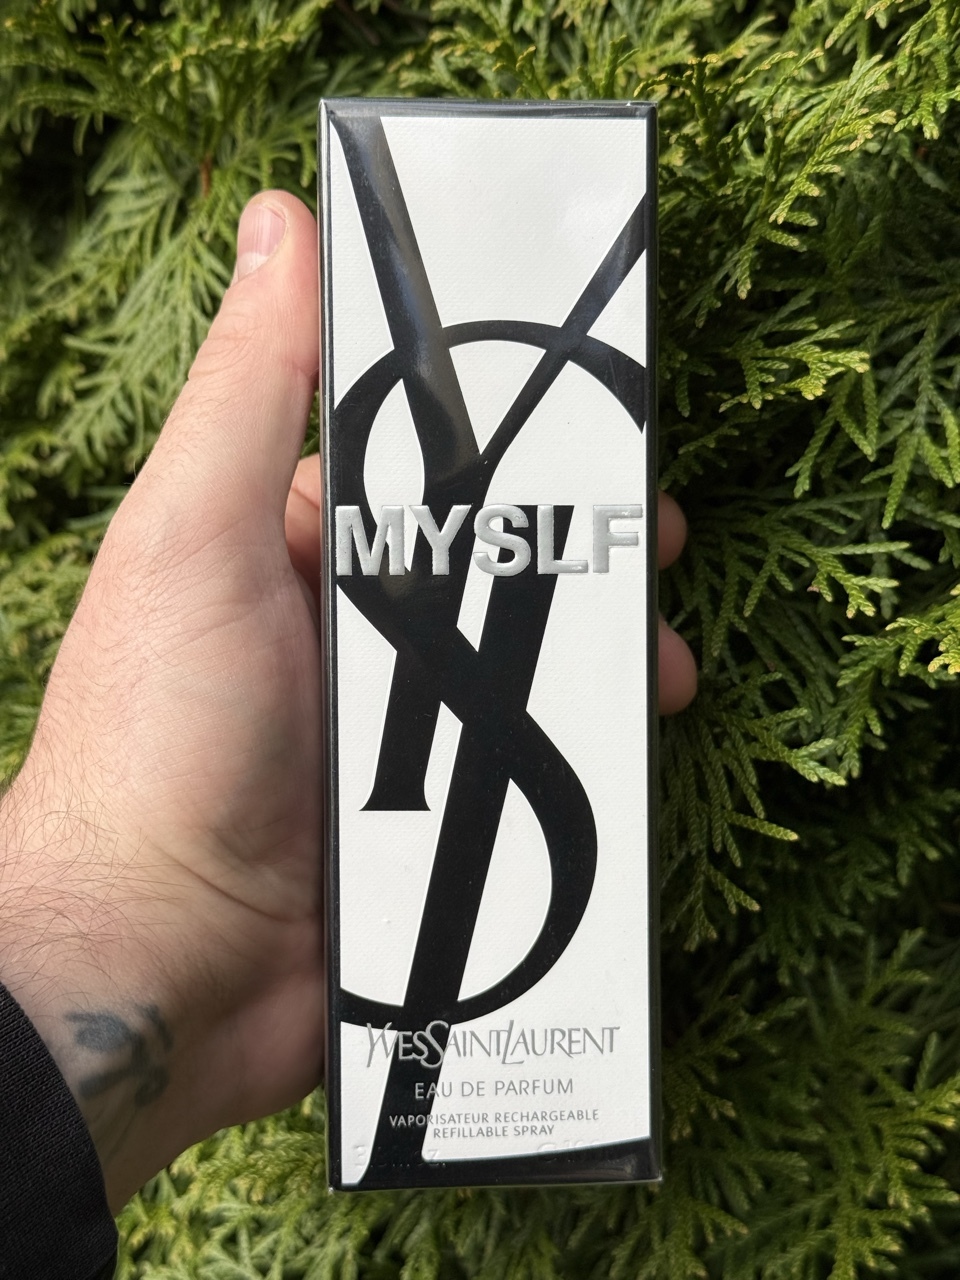 MYSLF
YVESSAINTLAURENT
EAU DE PARFUM
VAPORISATEUR RECHARGEABLE
REFILLABLE SPRAY